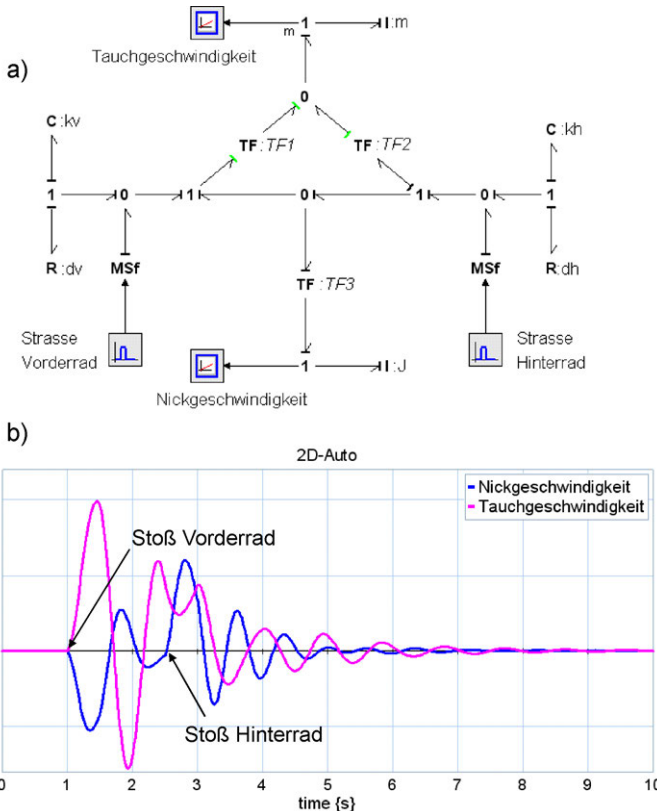 a)
1
I:m
m
Tauchgeschwindigkeit
0
C:kv
TF:TF1
TF:TF2
C:kh
1
0
1
0
1
0
1
R:dv
MSf
TF:TF3
MSf
R:dh
Strasse
Vorderrad
Strasse
Hinterrad
1
I:J
Nickgeschwindigkeit
b)
2D-Auto
Nickgeschwindigkeit
Tauchgeschwindigkeit
Stoß Vorderrad
Stoß Hinterrad
0 1 2 3 4 5 6 7 8 9 10
time {s}